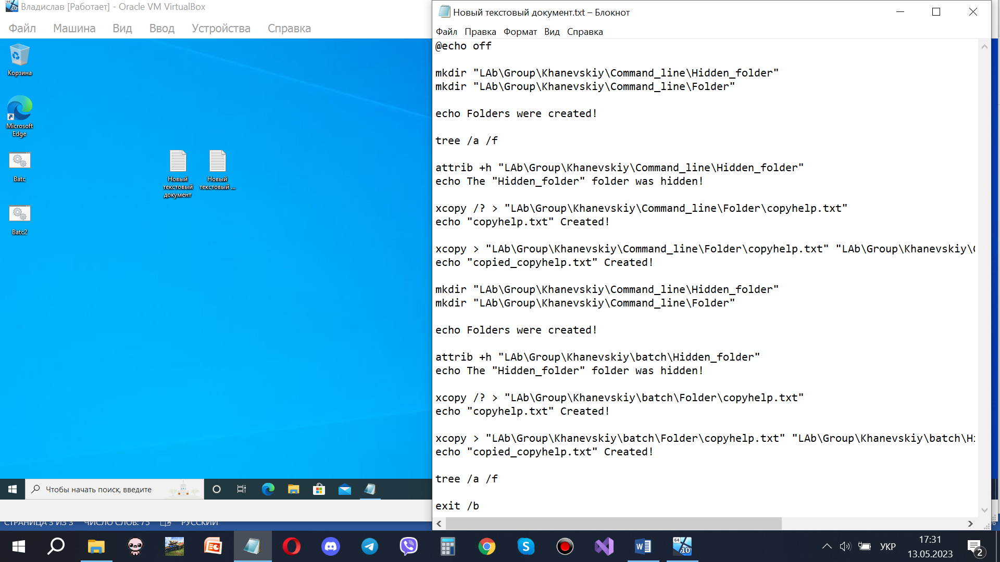 Владислав [Работает] - Oracle VM VirtualBox
Файл Машина Вид Ввод Устройства Справка
Корзина
Microsoft
Edge
Batc
Batc2
Новый
текстовый
документ
Новый
текстовый ...
Чтобы начать поиск, введите
СТРАНИЦА 3 ИЗ 3 ЧИСЛО СЛОВ: 75 РУССКИЙ
Новый текстовый документ.txt – Блокнот
Файл Правка Формат Вид Справка
@echo off
mkdir "LAb\Group\Khanevskiy\Command_line\Hidden_folder"
mkdir "LAb\Group\Khanevskiy\Command_line\Folder"
echo Folders were created!
tree /a /f
attrib +h "LAb\Group\Khanevskiy\Command_line\Hidden_folder"
echo The "Hidden_folder" folder was hidden!
xcopy /? > "LAb\Group\Khanevskiy\Command_line\Folder\copyhelp.txt"
echo "copyhelp.txt" Created!
xcopy > "LAb\Group\Khanevskiy\Command_line\Folder\copyhelp.txt" "LAb\Group\Khanevskiy\
echo "copied_copyhelp.txt" Created!
mkdir "LAb\Group\Khanevskiy\Command_line\Hidden_folder"
mkdir "LAb\Group\Khanevskiy\Command_line\Folder"
echo Folders were created!
attrib +h "LAb\Group\Khanevskiy\batch\Hidden_folder"
echo The "Hidden_folder" folder was hidden!
xcopy /? > "LAb\Group\Khanevskiy\batch\Folder\copyhelp.txt"
echo "copyhelp.txt" Created!
xcopy > "LAb\Group\Khanevskiy\batch\Folder\copyhelp.txt" "LAb\Group\Khanevskiy\batch\Hi
echo "copied_copyhelp.txt" Created!
tree /a /f
exit /b
УКР
17:31
13.05.2023
2